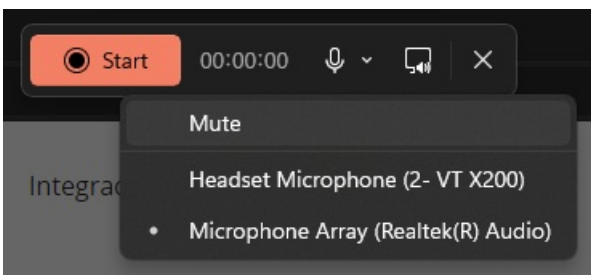 Start 00:00:00
Mute
Headset Microphone (2- VT X200)
Microphone Array (Realtek(R) Audio)